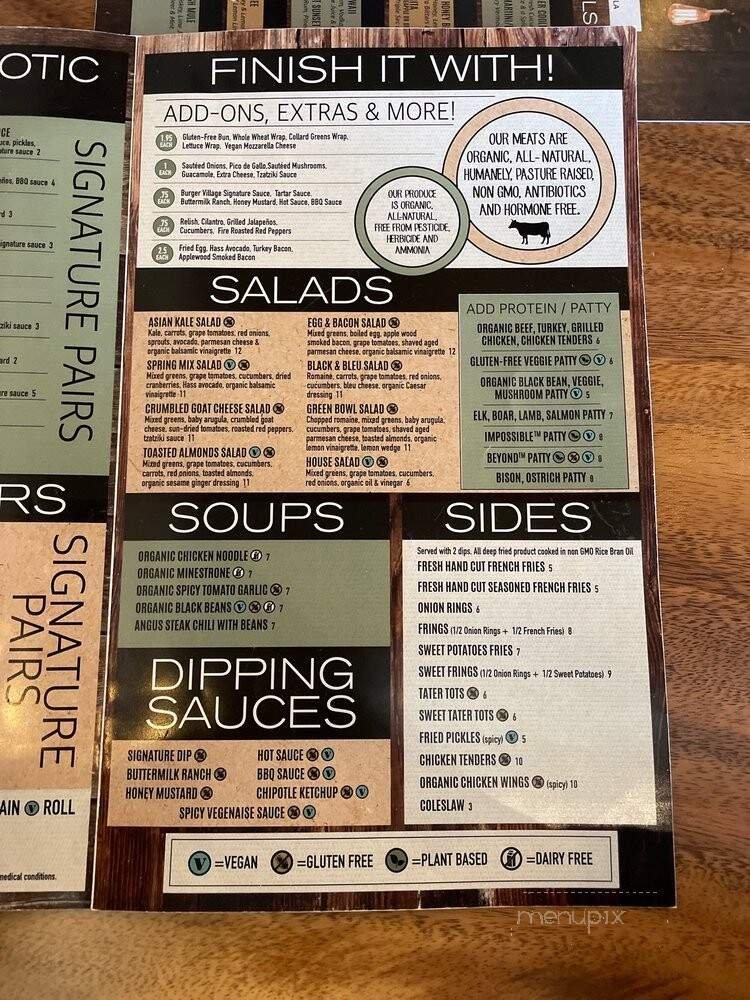 FINISH IT WITH!
ADD-ONS, EXTRAS & MORE!
1.95 EACH
Gluten-Free Bun, Whole Wheat Wrap, Collard Greens Wrap,
Lettuce Wrap, Vegan Mozzarella Cheese
1 EACH
Sautéed Onions, Pico de Gallo,Sautéed Mushrooms,
Guacamole, Extra Cheese, Tzatziki Sauce
.75 EACH
Burger Village Signature Sauce, Tartar Sauce,
Buttermilk Ranch, Honey Mustard, Hot Sauce, BBQ Sauce
.75 EACH
Relish, Cilantro, Grilled Jalapeños,
Cucumbers, Fire Roasted Red Peppers
2.5 EACH
Fried Egg, Hass Avocado, Turkey Bacon,
Applewood Smoked Bacon
OUR PRODUCE
IS ORGANIC,
ALL-NATURAL,
FREE FROM PESTICIDE,
HERBICIDE AND
AMMONIA
OUR MEATS ARE
ORGANIC, ALL-NATURAL,
HUMANELY, PASTURE RAISED,
NON GMO, ANTIBIOTICS
AND HORMONE FREE.
SALADS
ASIAN KALE SALAD
Kale, carrots, grape tomatoes, red onions,
sprouts, avocado, parmesan cheese &
organic balsamic vinaigrette 12
SPRING MIX SALAD V
Mixed greens, grape tomatoes, cucumbers, dried
cranberries, Hass avocado, organic balsamic
vinaigrette 11
CRUMBLED GOAT CHEESE SALAD
Mixed greens, baby arugula, crumbled goat
cheese, sun-dried tomatoes, roasted red peppers,
tzatziki sauce 11
TOASTED ALMONDS SALAD V
Mixed greens, grape tomatoes, cucumbers,
carrots, red onions, toasted almonds,
organic sesame ginger dressing 11
EGG & BACON SALAD
Mixed greens, boiled egg, apple wood
smoked bacon, grape tomatoes, shaved aged
parmesan cheese, organic balsamic vinaigrette 12
BLACK & BLEU SALAD
Romaine, carrots, grape tomatoes, red onions,
cucumbers, bleu cheese, organic Caesar
dressing 11
GREEN BOWL SALAD
Chopped romaine, mixed greens, baby arugula,
cucumbers, grape tomatoes, shaved aged
parmesan cheese, toasted almonds, organic
lemon vinaigrette, lemon wedge 11
HOUSE SALAD V
Mixed greens, grape tomatoes, cucumbers,
red onions, organic oil & vinegar 6
ADD PROTEIN / PATTY
ORGANIC BEEF, TURKEY, GRILLED
CHICKEN, CHICKEN TENDERS 6
GLUTEN-FREE VEGGIE PATTY V 6
ORGANIC BLACK BEAN, VEGGIE,
MUSHROOM PATTY V 5
ELK, BOAR, LAMB, SALMON PATTY 7
IMPOSSIBLE™ PATTY V 8
BEYOND™ PATTY V 8
BISON, OSTRICH PATTY 8
SOUPS
ORGANIC CHICKEN NOODLE 7
ORGANIC MINESTRONE 7
ORGANIC SPICY TOMATO GARLIC 7
ORGANIC BLACK BEANS V 7
ANGUS STEAK CHILI WITH BEANS 7
SIDES
Served with 2 dips. All deep fried product cooked in non GMO Rice Bran Oil
FRESH HAND CUT FRENCH FRIES 5
FRESH HAND CUT SEASONED FRENCH FRIES 5
ONION RINGS 6
FRINGS (1/2 Onion Rings + 1/2 French Fries) 8
SWEET POTATOES FRIES 7
SWEET FRINGS (1/2 Onion Rings + 1/2 Sweet Potatoes) 9
TATER TOTS 6
SWEET TATER TOTS 6
FRIED PICKLES (spicy) V 5
CHICKEN TENDERS 10
ORGANIC CHICKEN WINGS (spicy) 10
COLESLAW 3
DIPPING
SAUCES
SIGNATURE DIP
HOT SAUCE V
BUTTERMILK RANCH
BBQ SAUCE V
HONEY MUSTARD
CHIPOTLE KETCHUP V
SPICY VEGENAISE SAUCE V
V =VEGAN =GLUTEN FREE =PLANT BASED =DAIRY FREE
OTIC
SIGNATURE PAIRS
RS
SIGNATURE
PAIRS
AIN V ROLL
medical conditions.
menupix